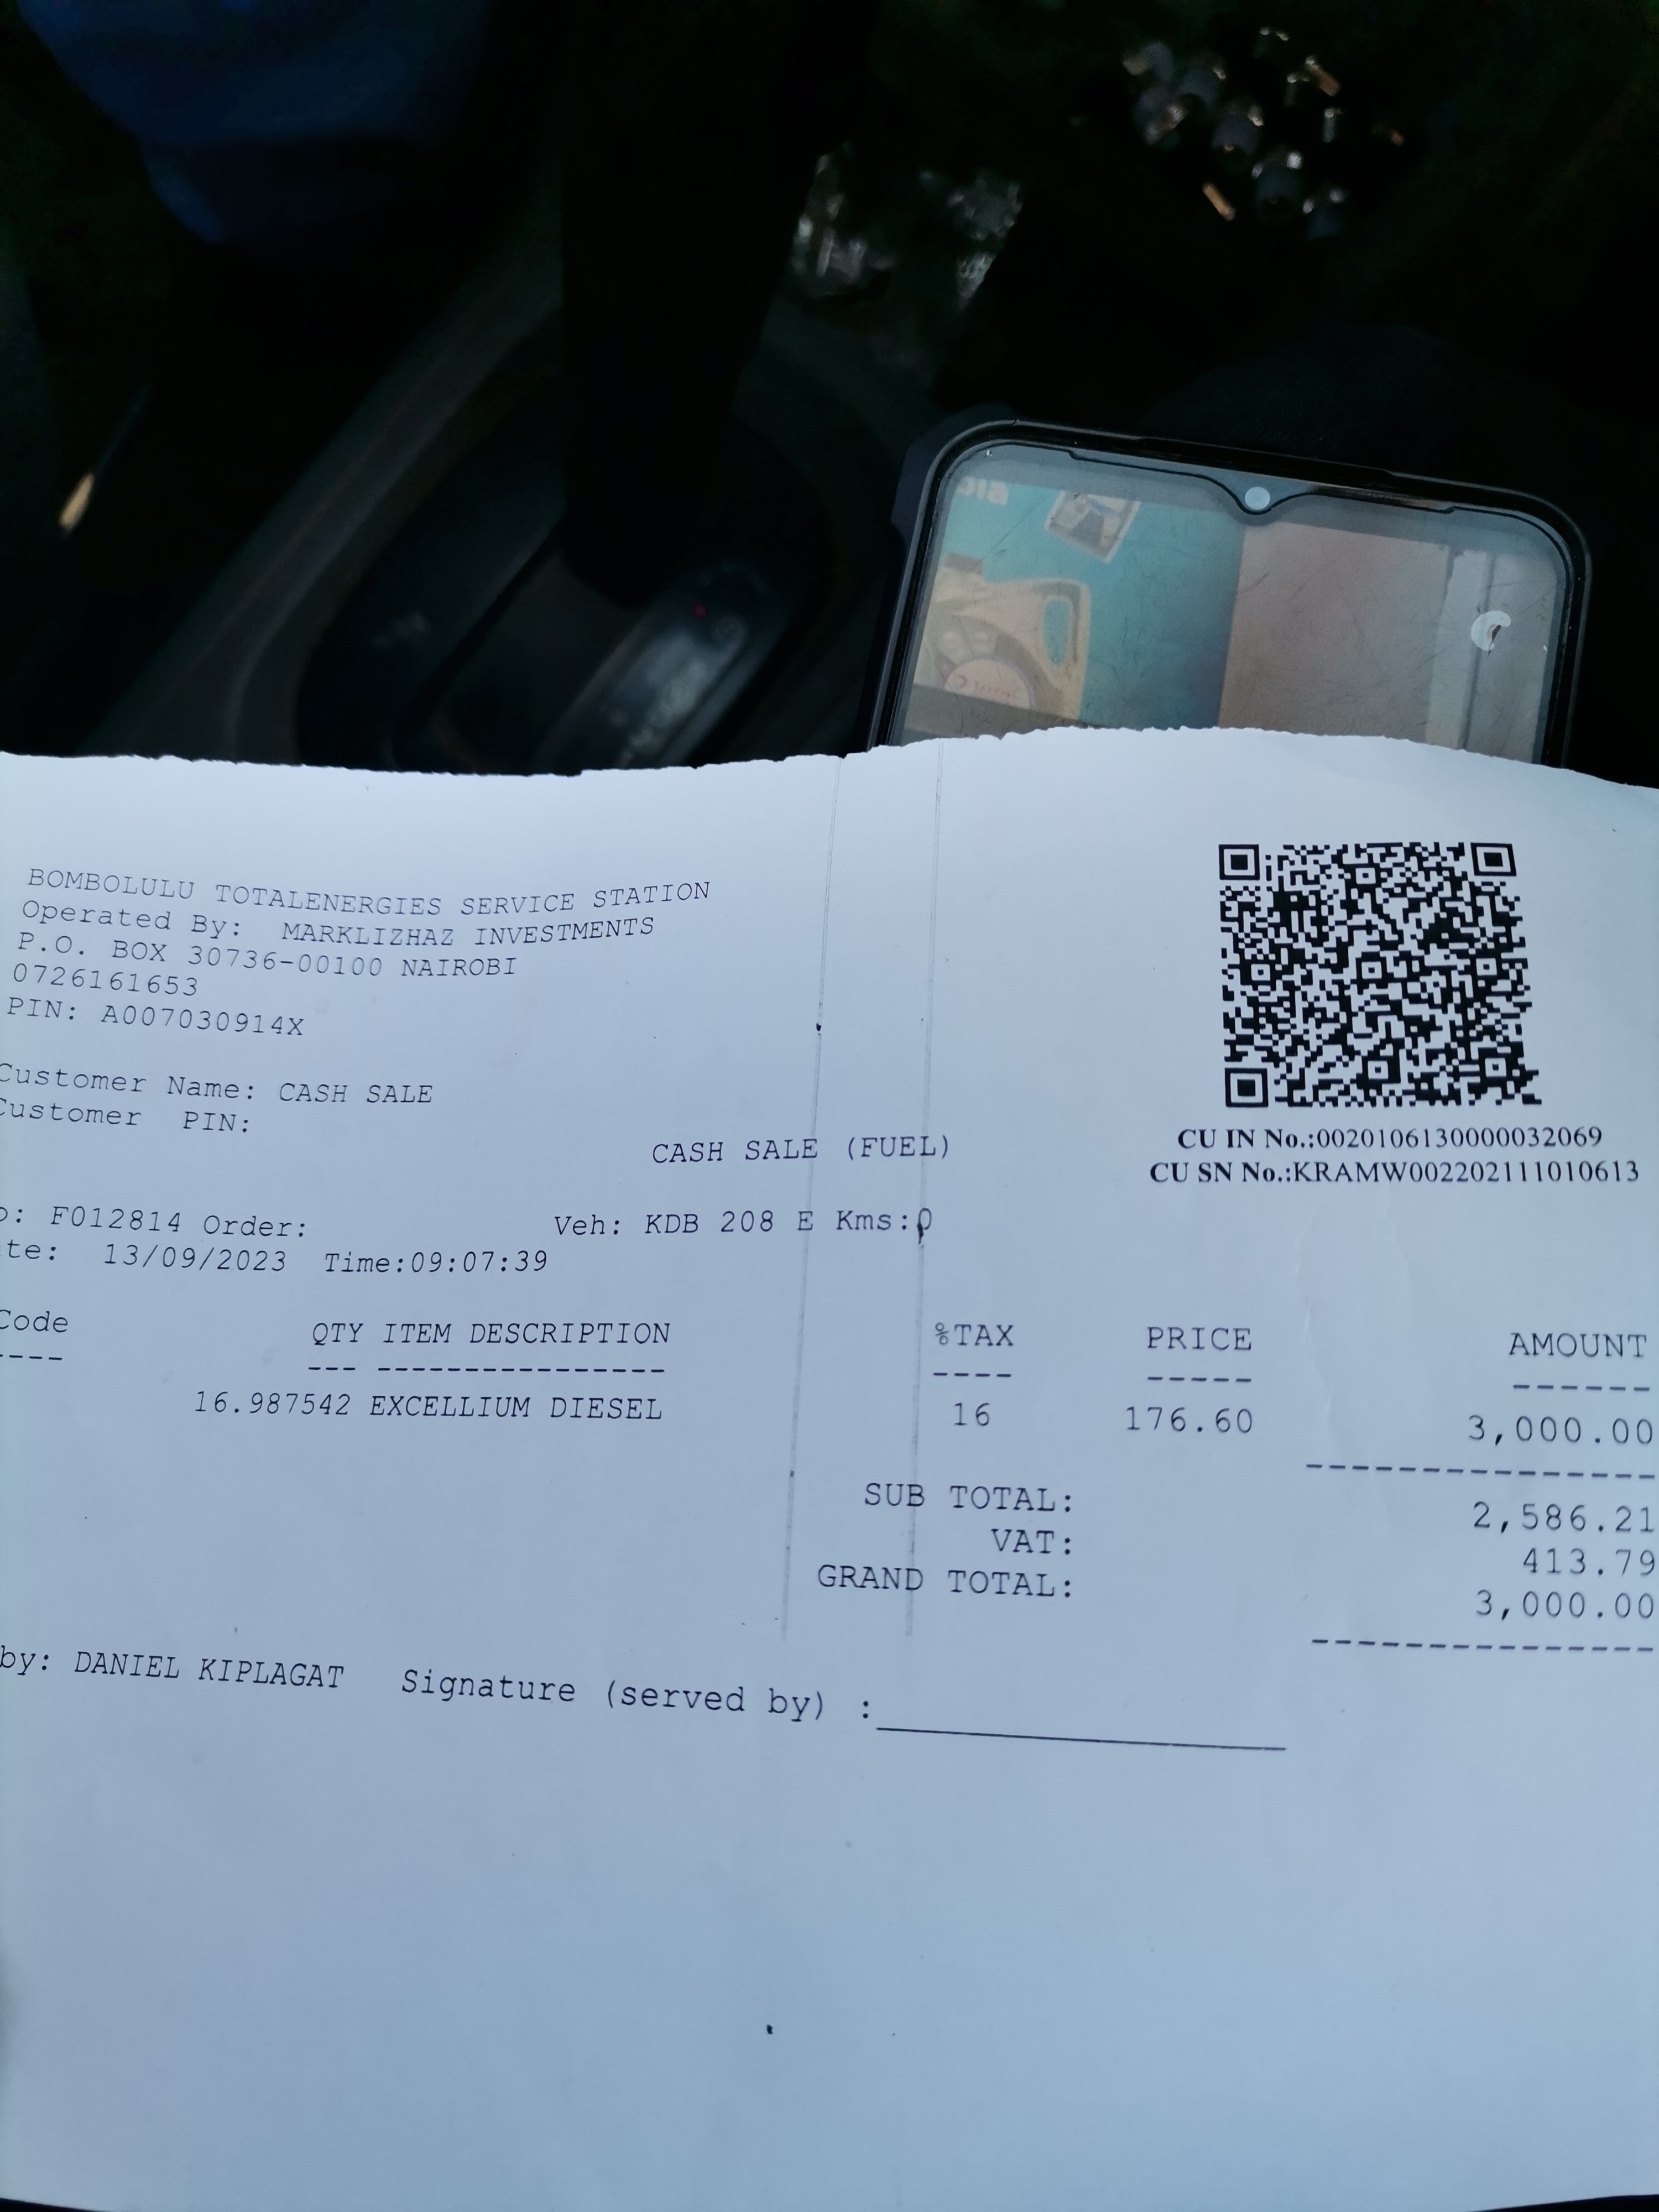 BOMBOLULU TOTALENERGIES SERVICE STATION
Operated By: MARKLIZHAZ INVESTMENTS
P.O. BOX 30736-00100 NAIROBI
0726161653
PIN: A007030914X
Customer Name: CASH SALE
Customer PIN:
CASH SALE (FUEL)
CU IN No.:0020106130000032069
CU SN No.:KRAMW002202111010613
o: F012814 Order: Veh: KDB 208 E Kms:0
te: 13/09/2023 Time:09:07:39
Code QTY ITEM DESCRIPTION %TAX PRICE AMOUNT
---- --- ---------------- ---- ----- ------
16.987542 EXCELLIUM DIESEL 16 176.60 3,000.00
SUB TOTAL: 2,586.21
VAT: 413.79
GRAND TOTAL: 3,000.00
by: DANIEL KIPLAGAT Signature (served by) :